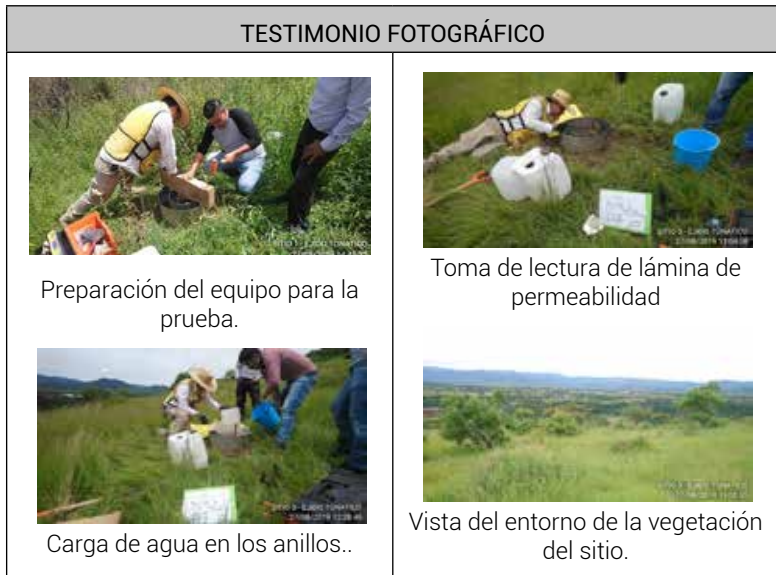 TESTIMONIO FOTOGRÁFICO
Preparación del equipo para la
prueba.
Toma de lectura de lámina de
permeabilidad
Carga de agua en los anillos..
Vista del entorno de la vegetación
del sitio.